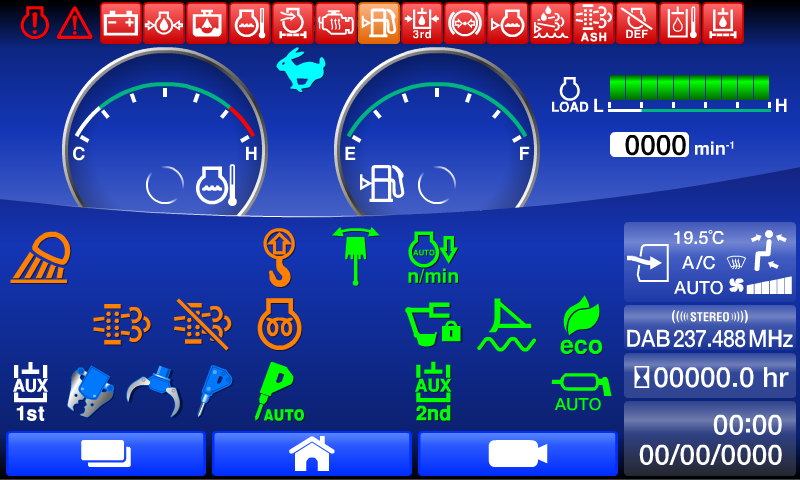 3rd
ASH
DEF
C
H
E
F
LOAD
L
H
0000 min-1
AUTO
n/min
19.5℃
A/C
AUTO
STEREO
DAB 237.488 MHz
eco
00000.0 hr
AUX
1st
AUTO
AUX
2nd
AUTO
00:00
00/00/0000